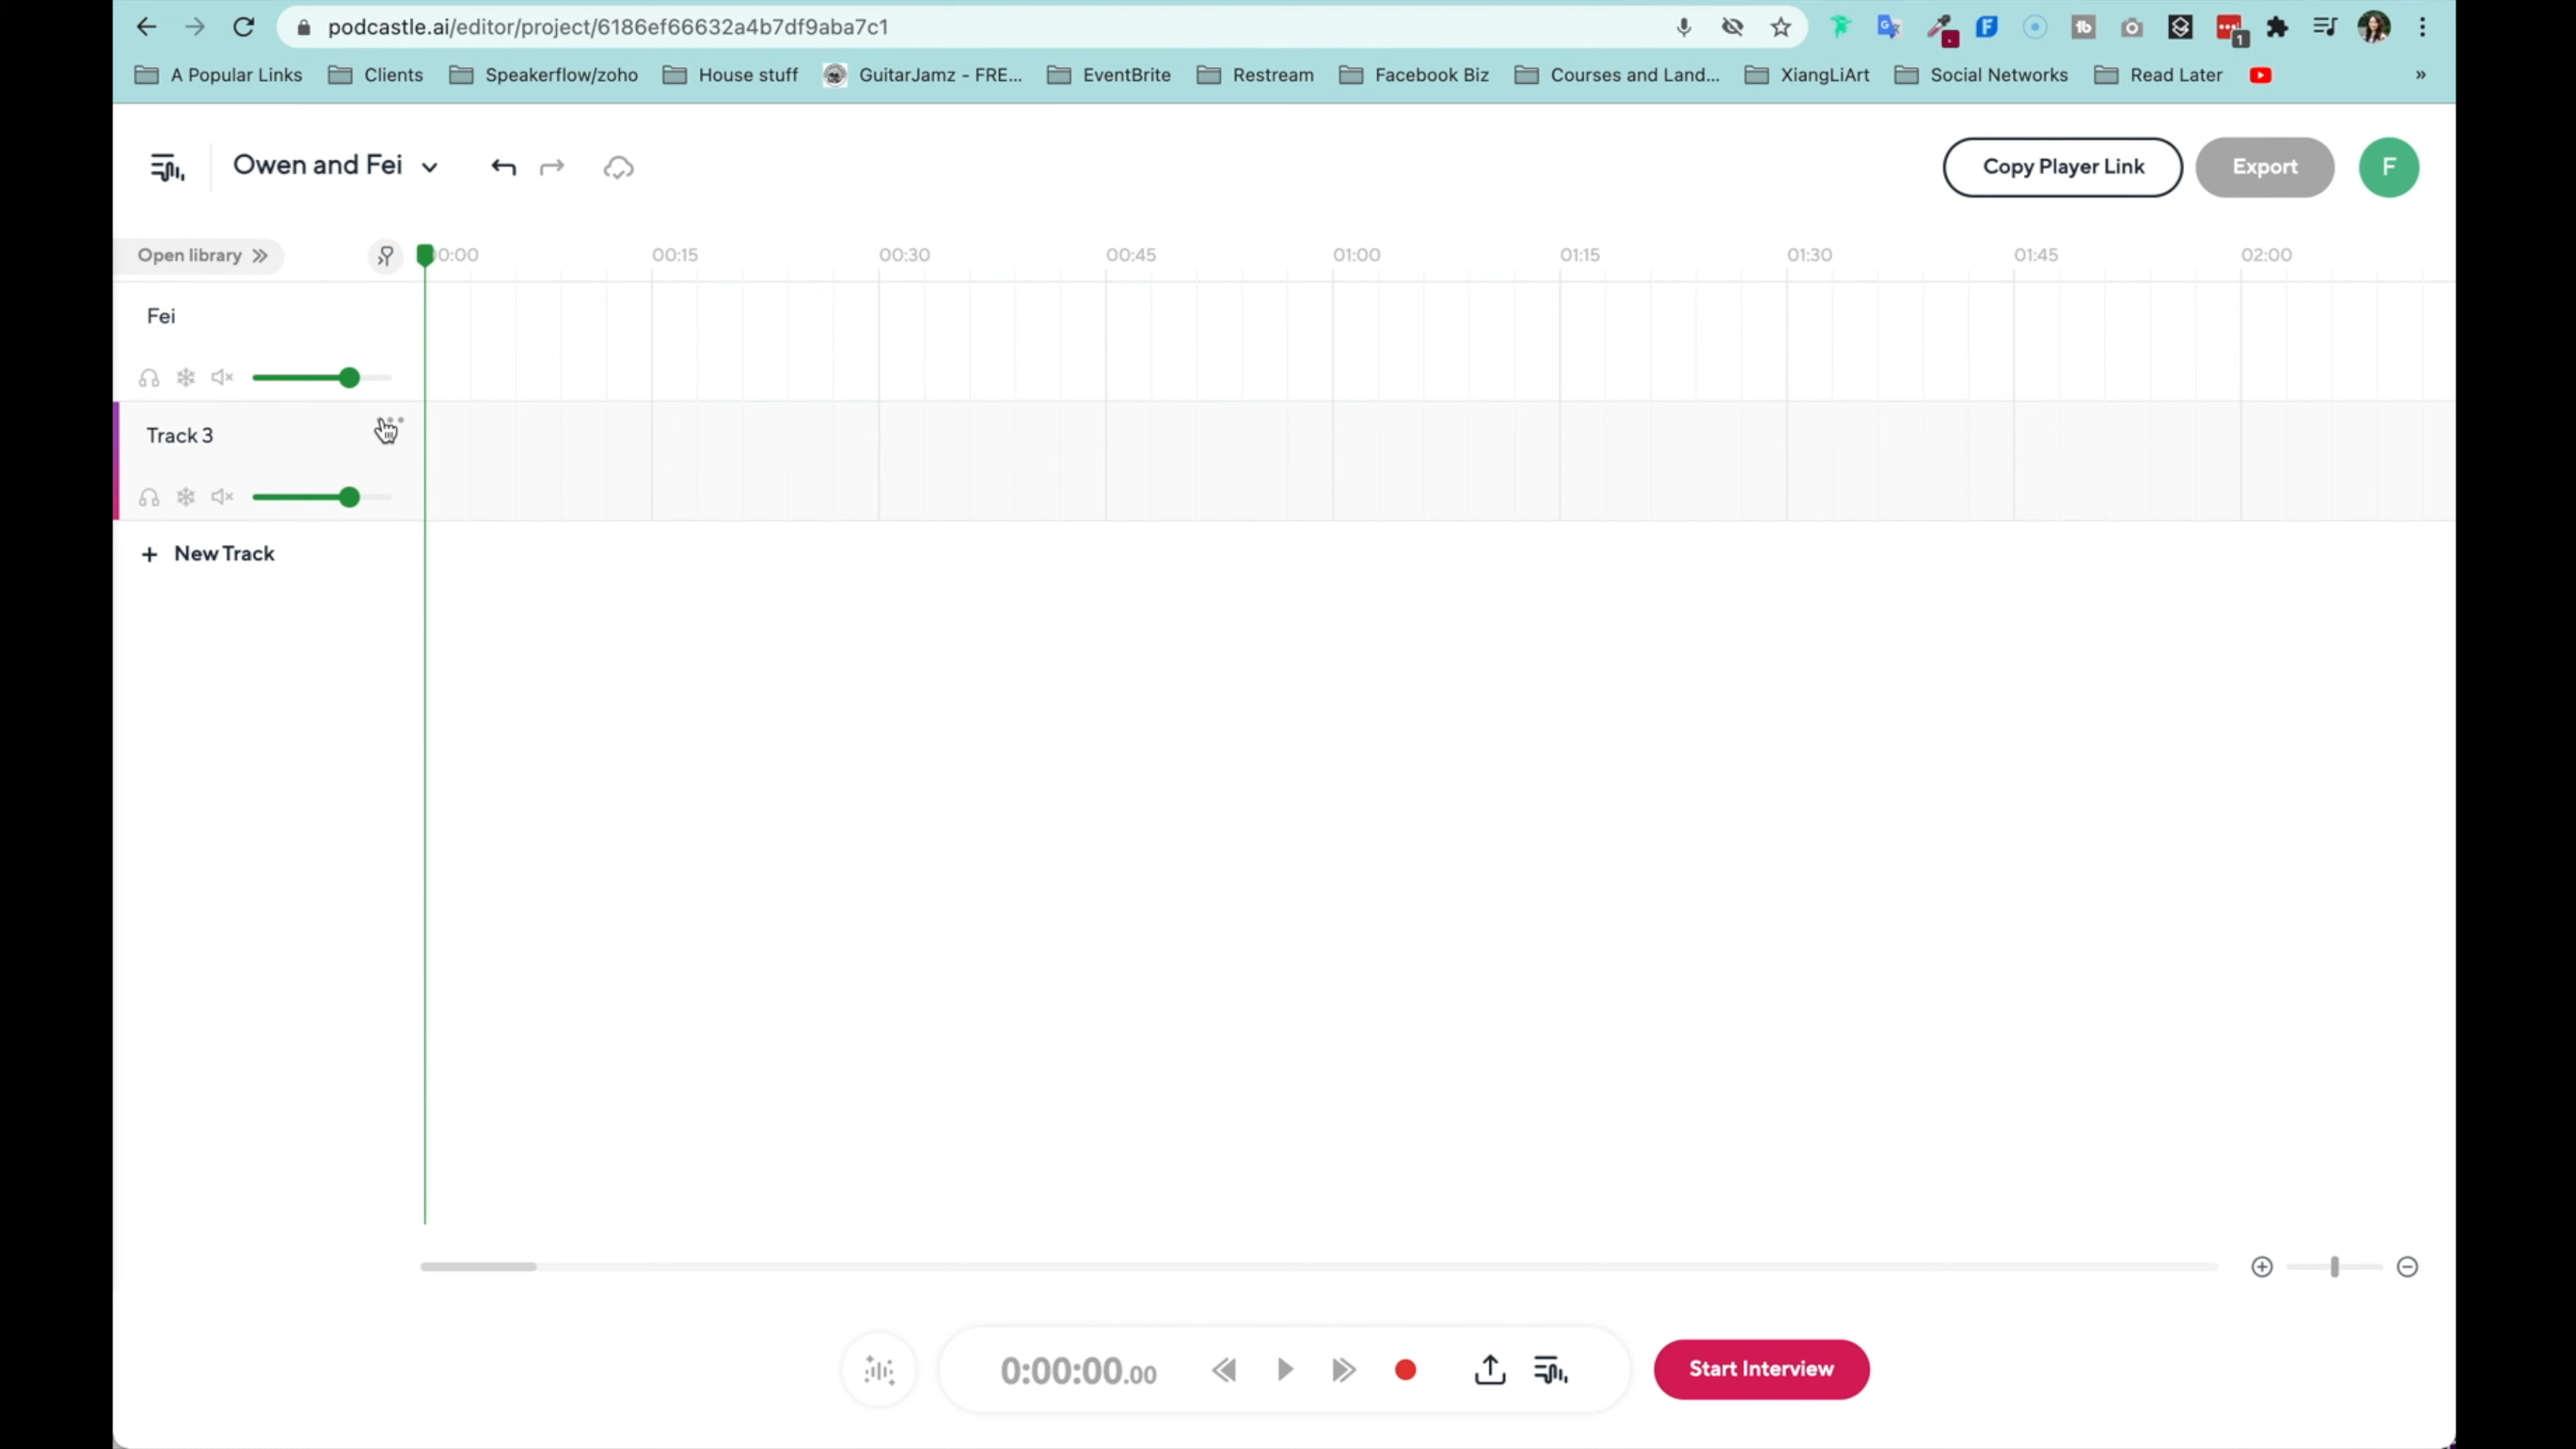 podcastle.ai/editor/project/6186ef66632a4b7df9aba7c1
1
A Popular Links Clients Speakerflow/zoho House stuff GuitarJamz - FRE... EventBrite Restream Facebook Biz Courses and Land... XiangLiArt Social Networks Read Later »
Owen and Fei
Copy Player Link Export F
Open library 0:00 00:15 00:30 00:45 01:00 01:15 01:30 01:45 02:00
Fei
Track 3
+ New Track
0:00:00.00 Start Interview